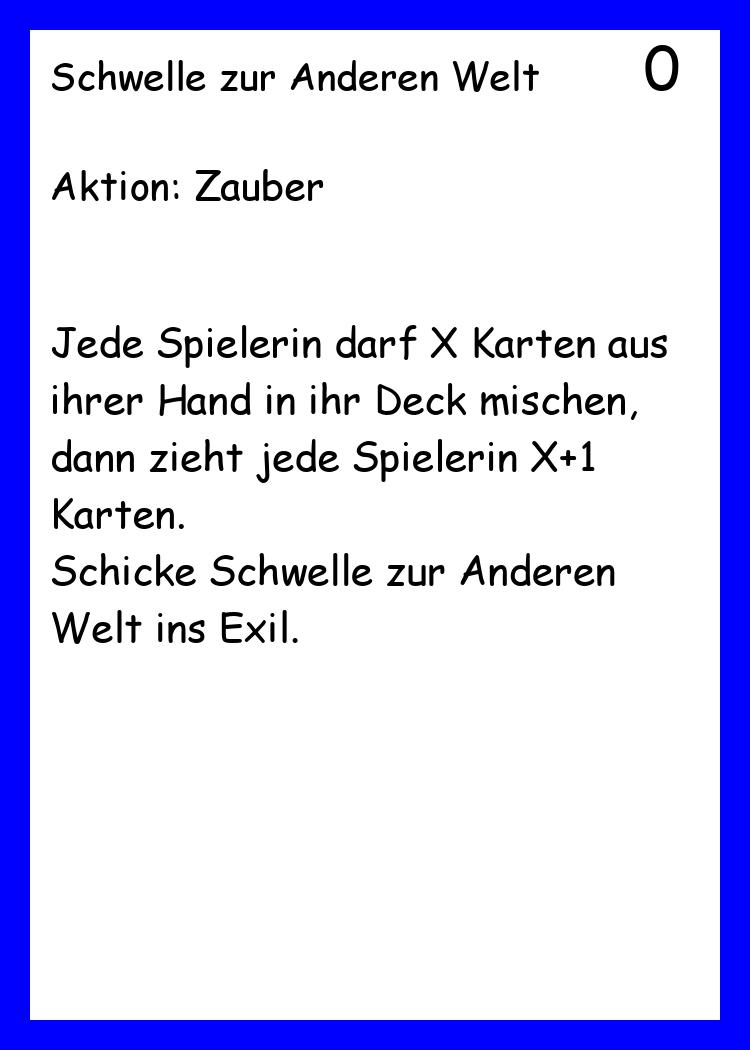 Schwelle zur Anderen Welt 0
Aktion: Zauber
Jede Spielerin darf X Karten aus
ihrer Hand in ihr Deck mischen,
dann zieht jede Spielerin X+1
Karten.
Schicke Schwelle zur Anderen
Welt ins Exil.